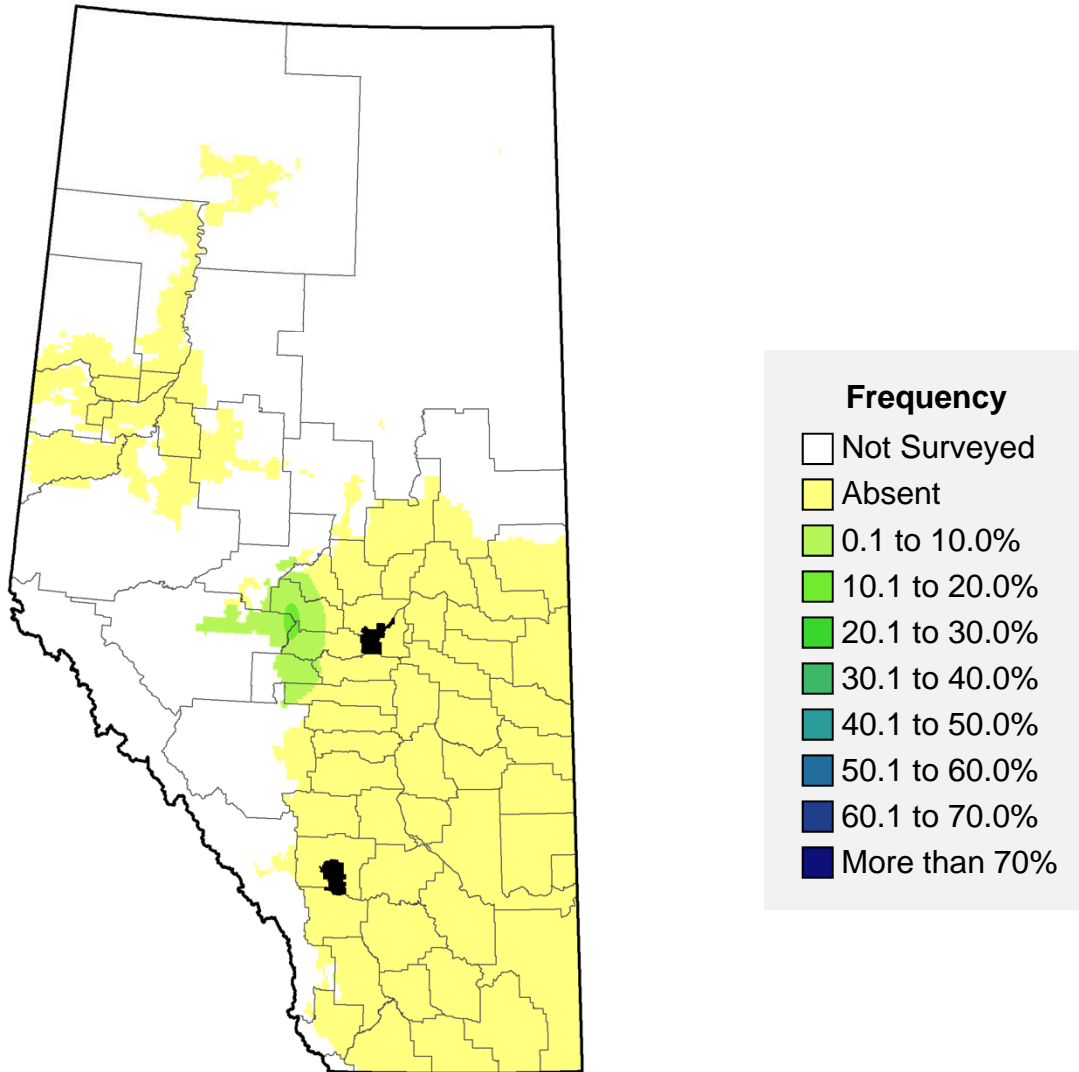 Frequency
Not Surveyed
Absent
0.1 to 10.0%
10.1 to 20.0%
20.1 to 30.0%
30.1 to 40.0%
40.1 to 50.0%
50.1 to 60.0%
60.1 to 70.0%
More than 70%